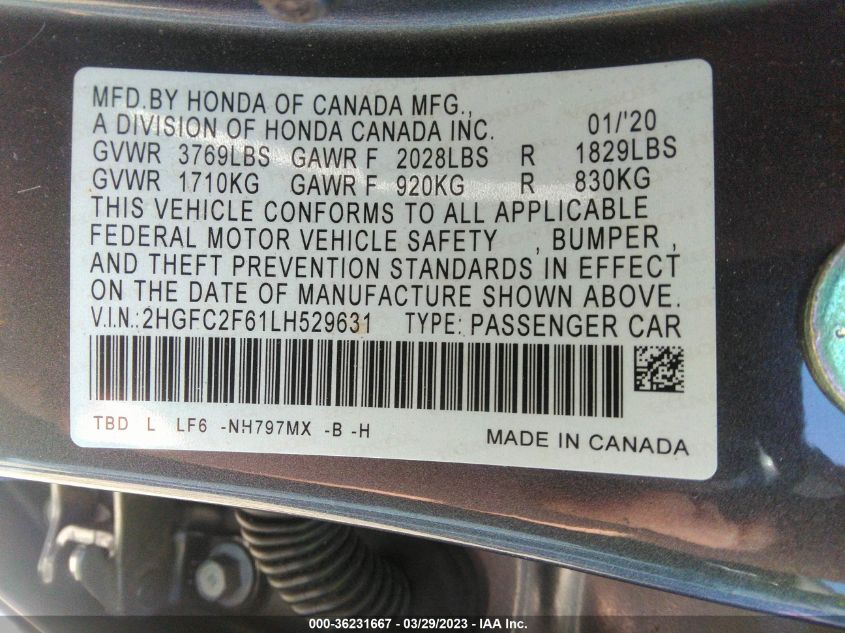 MFD.BY HONDA OF CANADA MFG.,
A DIVISION OF HONDA CANADA INC. 01/'20
GVWR 3769LBS GAWR F 2028LBS R 1829LBS
GVWR 1710KG GAWR F 920KG R 830KG
THIS VEHICLE CONFORMS TO ALL APPLICABLE
FEDERAL MOTOR VEHICLE SAFETY , BUMPER ,
AND THEFT PREVENTION STANDARDS IN EFFECT
ON THE DATE OF MANUFACTURE SHOWN ABOVE.
V.I.N.: 2HGFC2F61LH529631 TYPE: PASSENGER CAR
TBD L LF6 -NH797MX -B -H
MADE IN CANADA
000-36231667 - 03/29/2023 - IAA Inc.